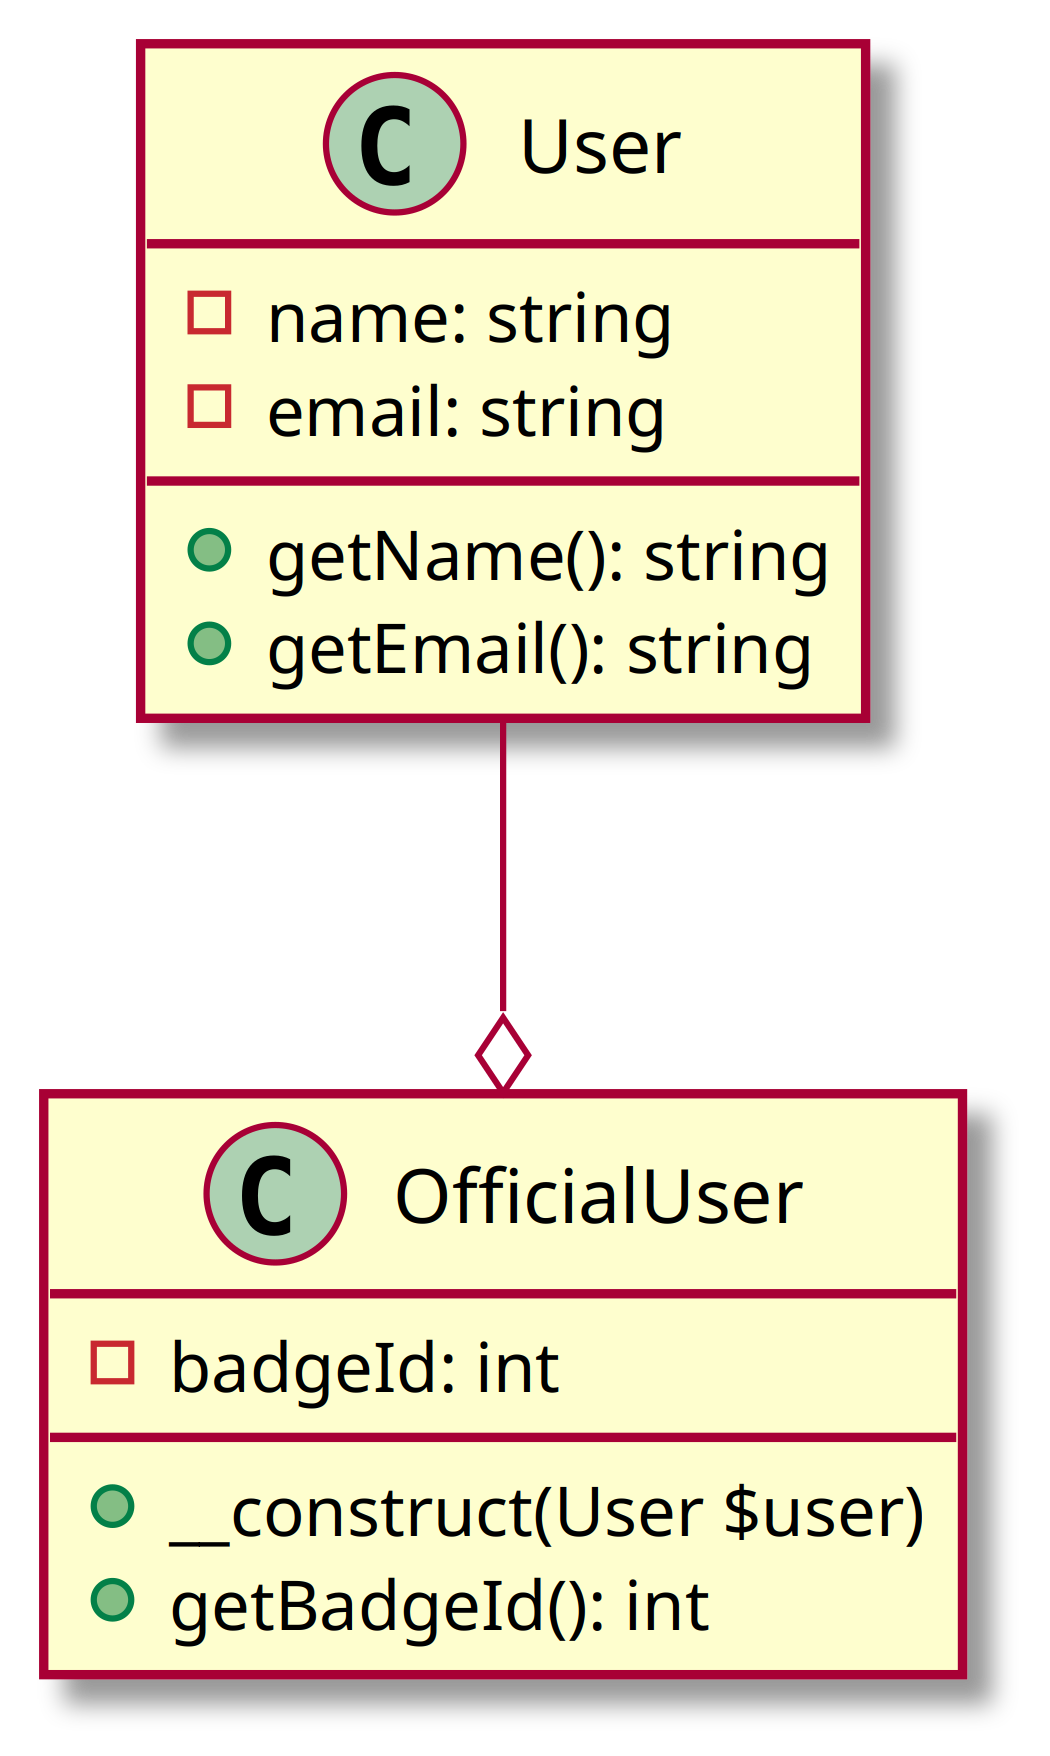 C User
name: string
email: string
getName(): string
getEmail(): string
C OfficialUser
badgeId: int
__construct(User $user)
getBadgeId(): int